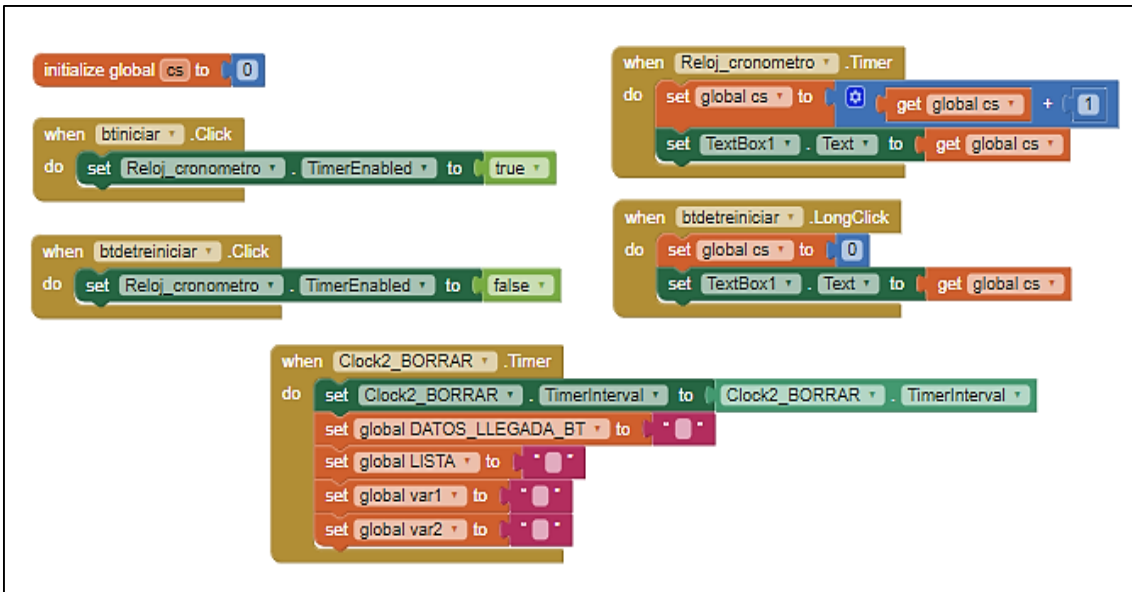 initialize global cs to 0
when btiniciar .Click
do set Reloj_cronometro . TimerEnabled to true
when btdetreiniciar .Click
do set Reloj_cronometro . TimerEnabled to false
when Reloj_cronometro .Timer
do set global cs to get global cs + 1
set TextBox1 . Text to get global cs
when btdetreiniciar .LongClick
do set global cs to 0
set TextBox1 . Text to get global cs
when Clock2_BORRAR .Timer
do set Clock2_BORRAR . TimerInterval to Clock2_BORRAR . TimerInterval
set global DATOS_LLEGADA_BT to " "
set global LISTA to " "
set global var1 to " "
set global var2 to " "